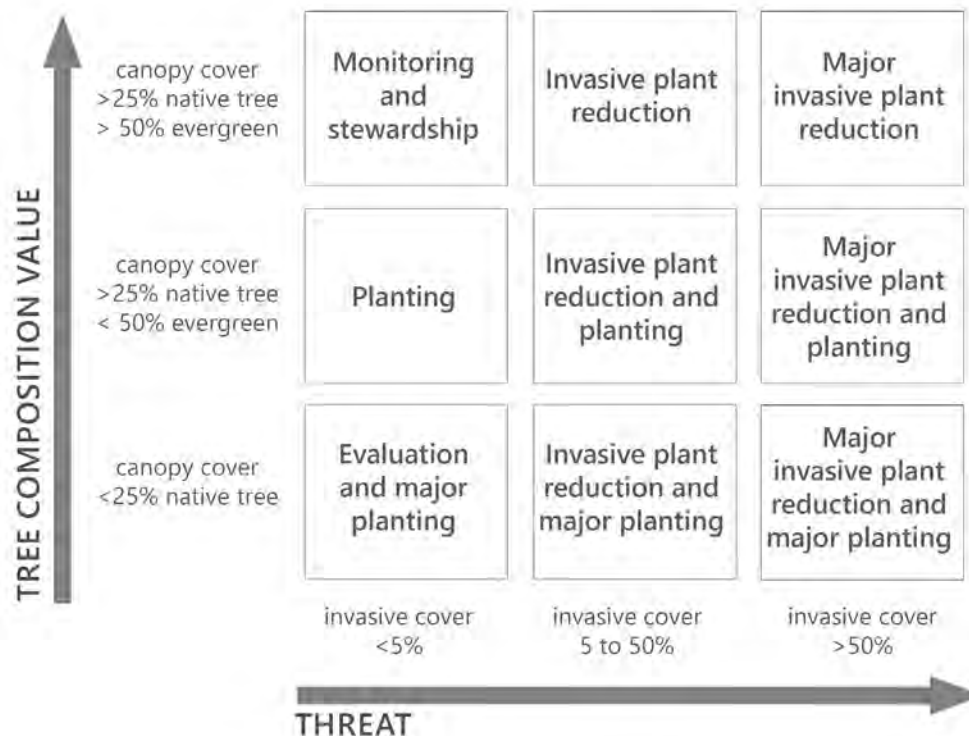 TREE COMPOSITION VALUE
canopy cover
>25% native tree
> 50% evergreen
Monitoring
and
stewardship
Invasive plant
reduction
Major
invasive plant
reduction
canopy cover
>25% native tree
< 50% evergreen
Planting
Invasive plant
reduction and
planting
Major
invasive plant
reduction and
planting
canopy cover
<25% native tree
Evaluation
and major
planting
Invasive plant
reduction and
major planting
Major
invasive plant
reduction and
major planting
invasive cover
<5%
invasive cover
5 to 50%
invasive cover
>50%
THREAT